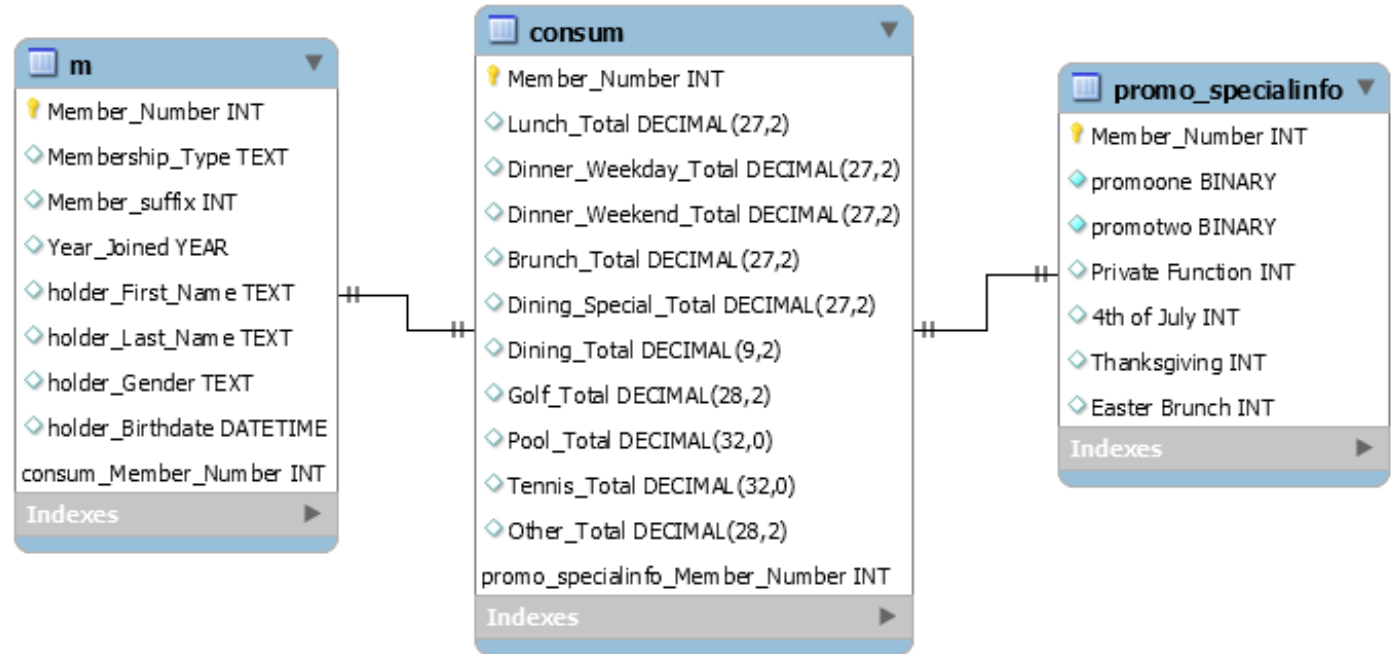 m
Member_Number INT
Membership_Type TEXT
Member_suffix INT
Year_Joined YEAR
holder_First_Name TEXT
holder_Last_Name TEXT
holder_Gender TEXT
holder_Birthdate DATETIME
consum_Member_Number INT
Indexes
consum
Member_Number INT
Lunch_Total DECIMAL(27,2)
Dinner_Weekday_Total DECIMAL(27,2)
Dinner_Weekend_Total DECIMAL(27,2)
Brunch_Total DECIMAL(27,2)
Dining_Special_Total DECIMAL(27,2)
Dining_Total DECIMAL(9,2)
Golf_Total DECIMAL(28,2)
Pool_Total DECIMAL(32,0)
Tennis_Total DECIMAL(32,0)
Other_Total DECIMAL(28,2)
promo_specialinfo_Member_Number INT
Indexes
promo_specialinfo
Member_Number INT
promoone BINARY
promotwo BINARY
Private Function INT
4th of July INT
Thanksgiving INT
Easter Brunch INT
Indexes